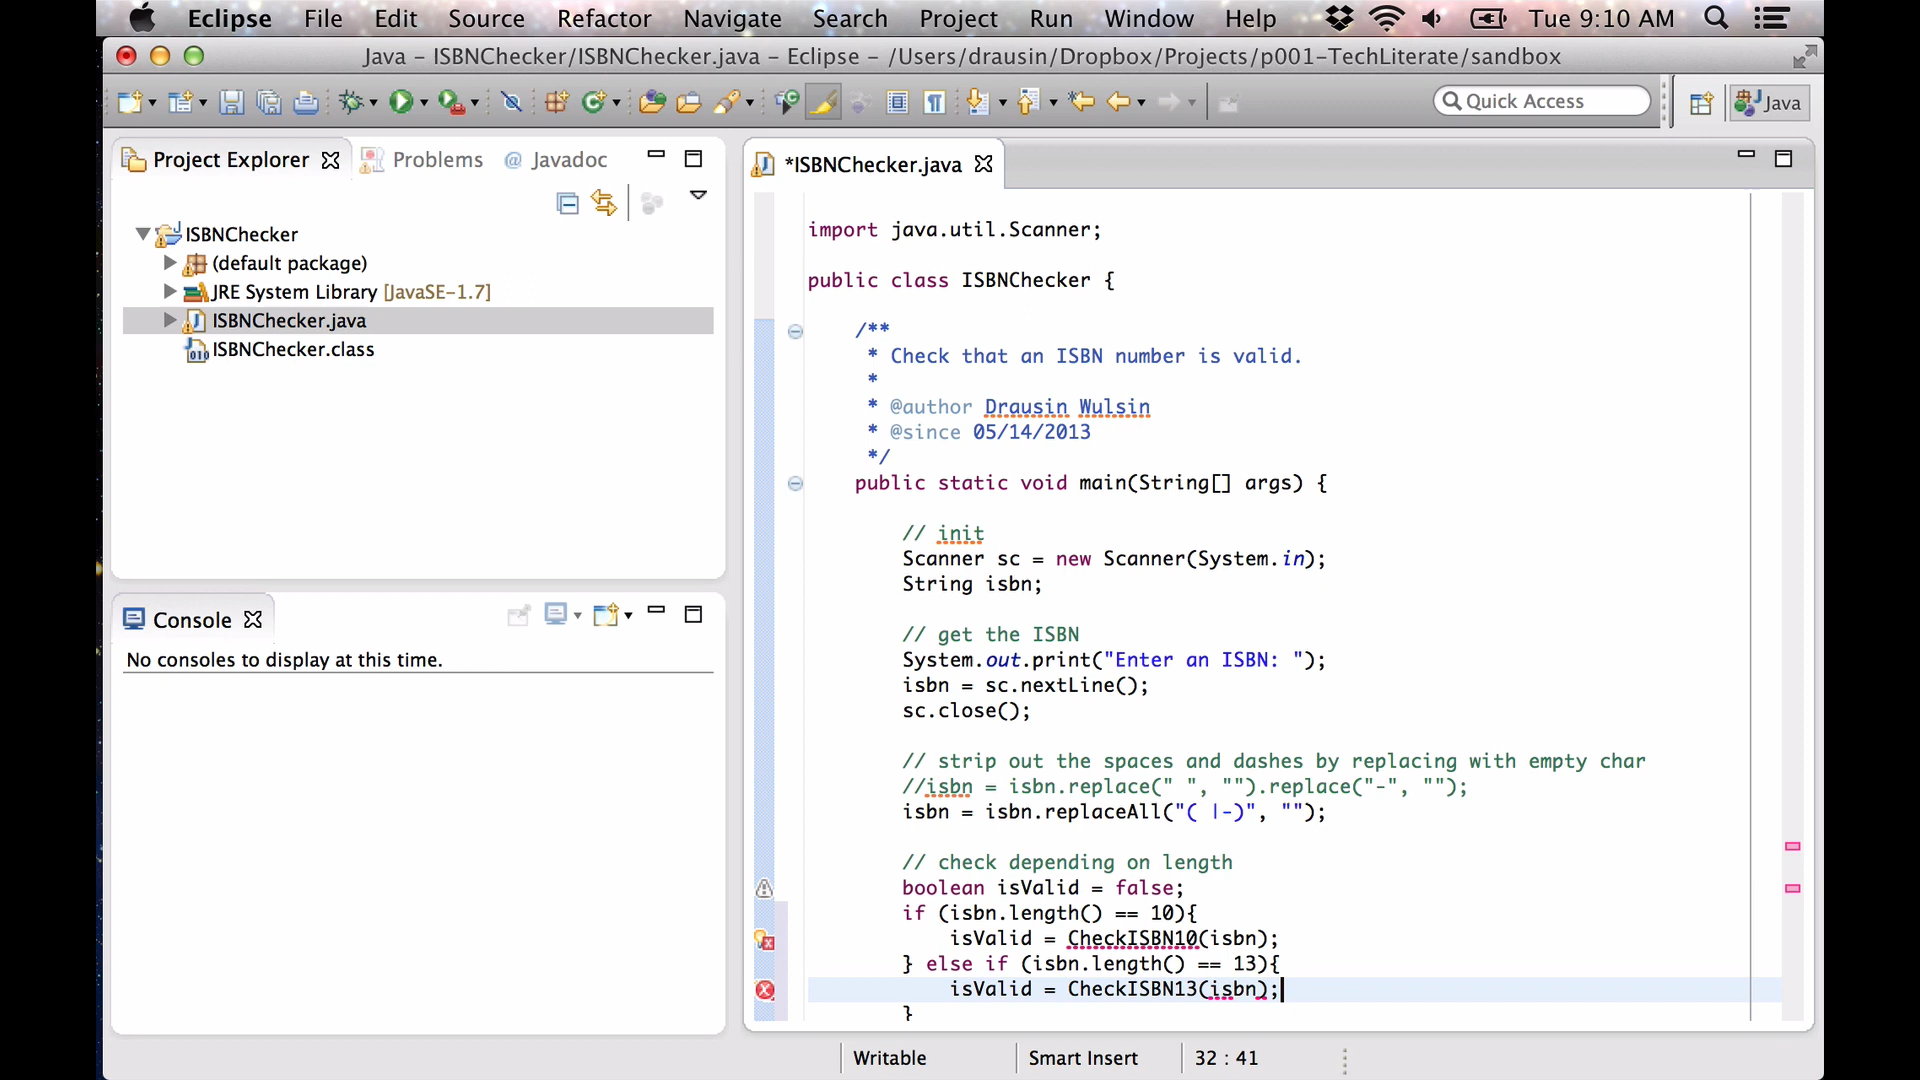 Eclipse File Edit Source Refactor Navigate Search Project Run Window Help Tue 9:10 AM
Java – ISBNChecker/ISBNChecker.java – Eclipse – /Users/drausin/Dropbox/Projects/p001-TechLiterate/sandbox
Quick Access Java
Project Explorer Problems @ Javadoc
ISBNChecker
(default package)
JRE System Library [JavaSE-1.7]
ISBNChecker.java
ISBNChecker.class
Console
No consoles to display at this time.
*ISBNChecker.java
import java.util.Scanner;
public class ISBNChecker {
/**
* Check that an ISBN number is valid.
*
* @author Drausin Wulsin
* @since 05/14/2013
*/
public static void main(String[] args) {
// init
Scanner sc = new Scanner(System.in);
String isbn;
// get the ISBN
System.out.print("Enter an ISBN: ");
isbn = sc.nextLine();
sc.close();
// strip out the spaces and dashes by replacing with empty char
//isbn = isbn.replace(" ", "").replace("-", "");
isbn = isbn.replaceAll("( |-)", "");
// check depending on length
boolean isValid = false;
if (isbn.length() == 10){
isValid = CheckISBN10(isbn);
} else if (isbn.length() == 13){
isValid = CheckISBN13(isbn);
}
Writable Smart Insert 32 : 41